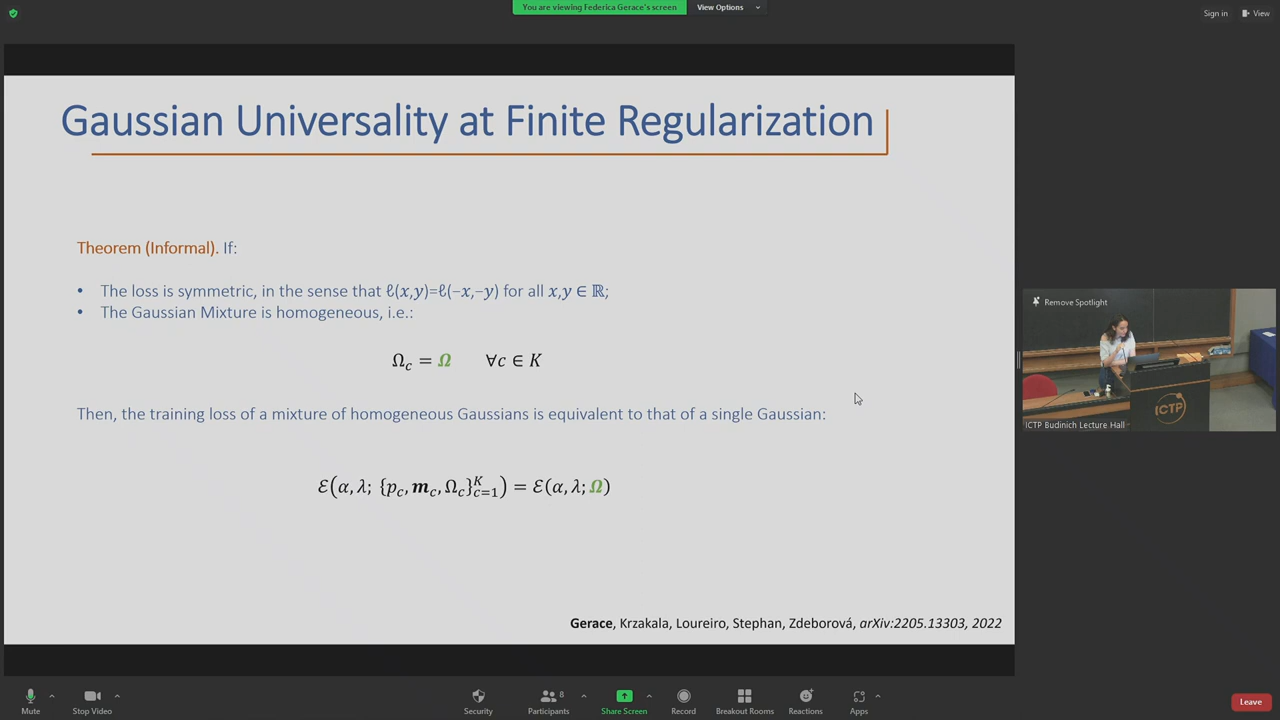 You are viewing Federica Gerace's screen
View Options
Sign in
View
Gaussian Universality at Finite Regularization
Theorem (Informal). If:
• The loss is symmetric, in the sense that ℓ(x,y)=ℓ(−x,−y) for all x,y ∈ ℝ;
• The Gaussian Mixture is homogeneous, i.e.:
Ω_c = Ω ∀c ∈ K
Then, the training loss of a mixture of homogeneous Gaussians is equivalent to that of a single Gaussian:
ℰ(α, λ; {p_c, m_c, Ω_c}_{c=1}^K) = ℰ(α, λ; Ω)
Gerace, Krzakala, Loureiro, Stephan, Zdeborová, arXiv:2205.13303, 2022
Remove Spotlight
ICTP
ICTP Budinich Lecture Hall
Mute
Stop Video
Security
Participants
8
Share Screen
Record
Breakout Rooms
Reactions
Apps
Leave